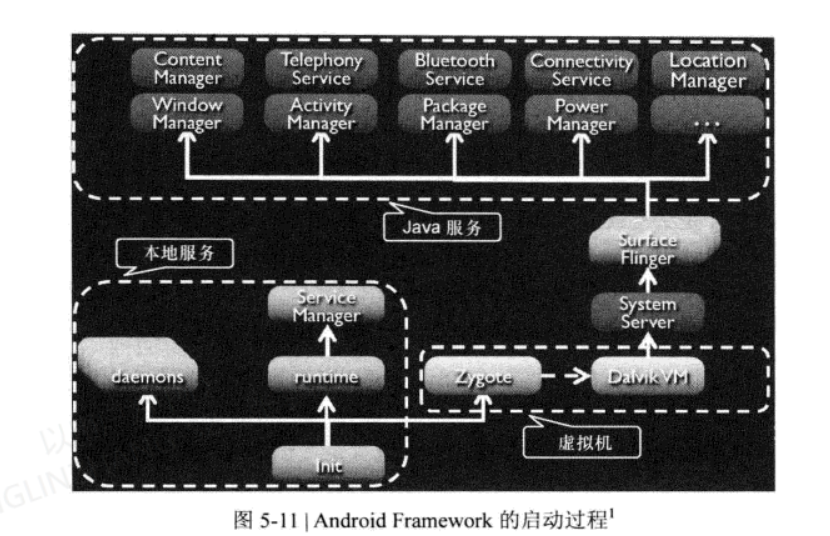 Content
Manager
Telephony
Service
Bluetooth
Service
Connectivity
Service
Location
Manager
Window
Manager
Activity
Manager
Package
Manager
Power
Manager
...
Java 服务
本地服务
Surface
Flinger
Service
Manager
System
Server
daemons
runtime
Zygote
Dalvik VM
Init
虚拟机
图 5-11 | Android Framework 的启动过程1